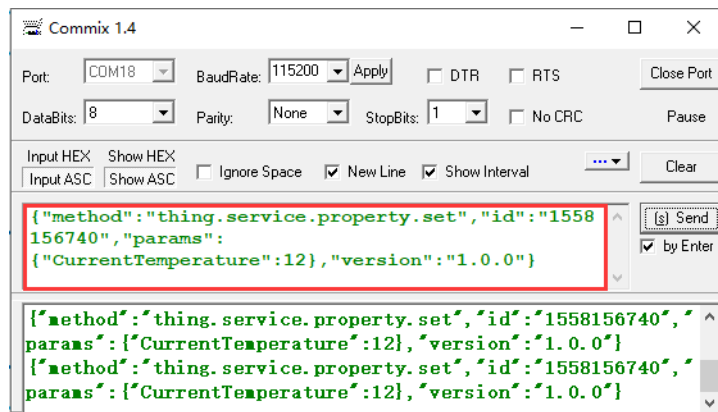 Commix 1.4
Port: COM18 BaudRate: 115200 Apply DTR RTS Close Port
DataBits: 8 Parity: None StopBits: 1 No CRC Pause
Input HEX Show HEX
Input ASC Show ASC Ignore Space New Line Show Interval ... Clear
{"method":"thing.service.property.set","id":"1558
156740","params":
{"CurrentTemperature":12},"version":"1.0.0"}
(s) Send
by Enter
{"method":"thing.service.property.set","id":"1558156740","
params":{"CurrentTemperature":12},"version":"1.0.0"}
{"method":"thing.service.property.set","id":"1558156740","
params":{"CurrentTemperature":12},"version":"1.0.0"}